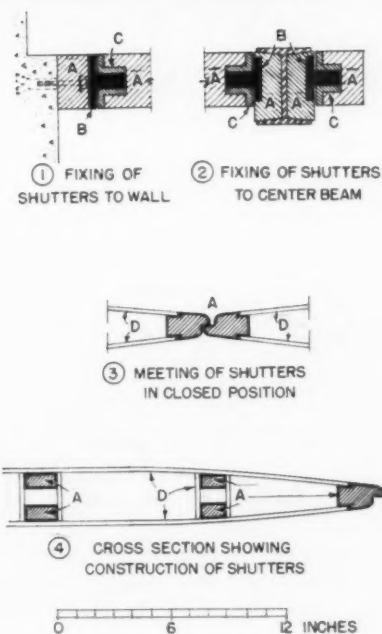 A C A
B
① FIXING OF
SHUTTERS TO WALL
B
A A A A
C C
② FIXING OF SHUTTERS
TO CENTER BEAM
A
D D
③ MEETING OF SHUTTERS
IN CLOSED POSITION
A D A
④ CROSS SECTION SHOWING
CONSTRUCTION OF SHUTTERS
0 6 12 INCHES